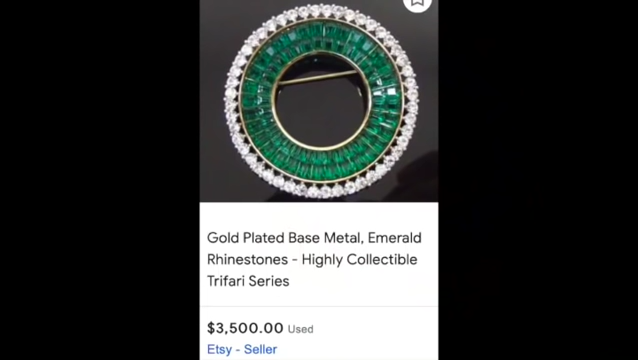 Gold Plated Base Metal, Emerald
Rhinestones - Highly Collectible
Trifari Series
$3,500.00 Used
Etsy - Seller